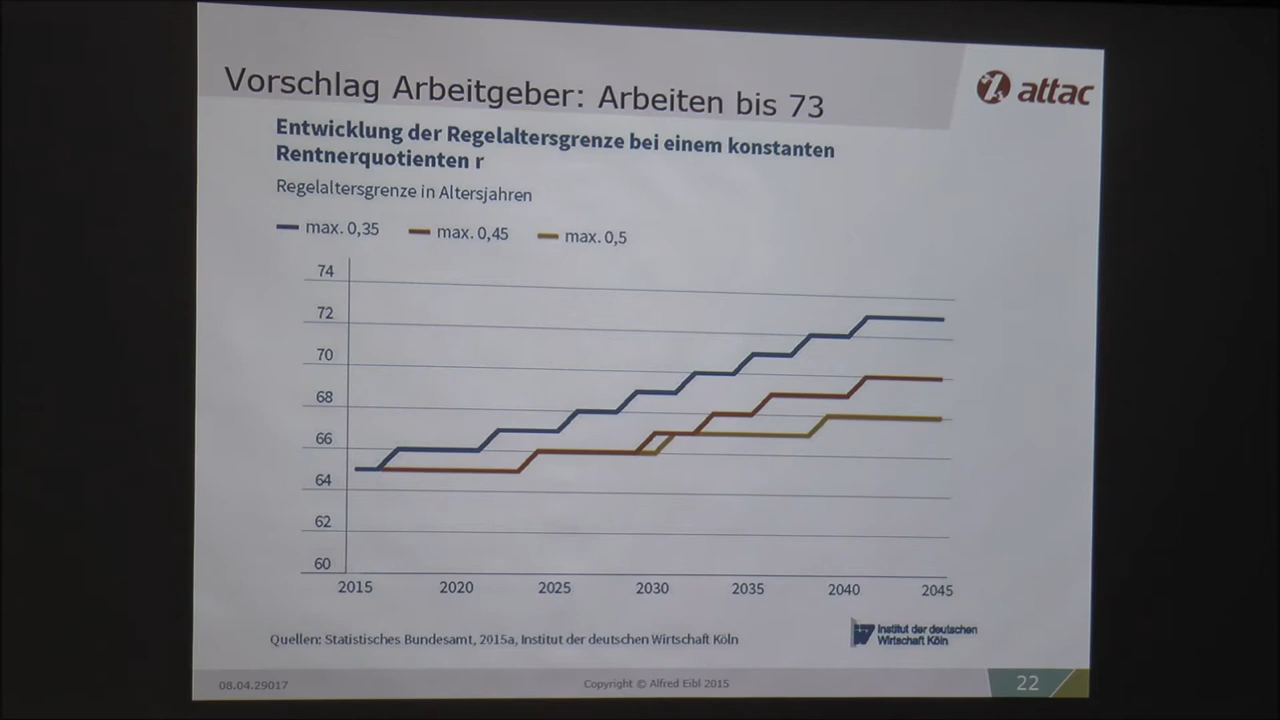 Vorschlag Arbeitgeber: Arbeiten bis 73
attac
Entwicklung der Regelaltersgrenze bei einem konstanten
Rentnerquotienten r
Regelaltersgrenze in Altersjahren
max. 0,35 max. 0,45 max. 0,5
74
72
70
68
66
64
62
60
2015 2020 2025 2030 2035 2040 2045
Quellen: Statistisches Bundesamt, 2015a, Institut der deutschen Wirtschaft Köln
Institut der deutschen
Wirtschaft Köln
08.04.29017 Copyright © Alfred Eibl 2015 22